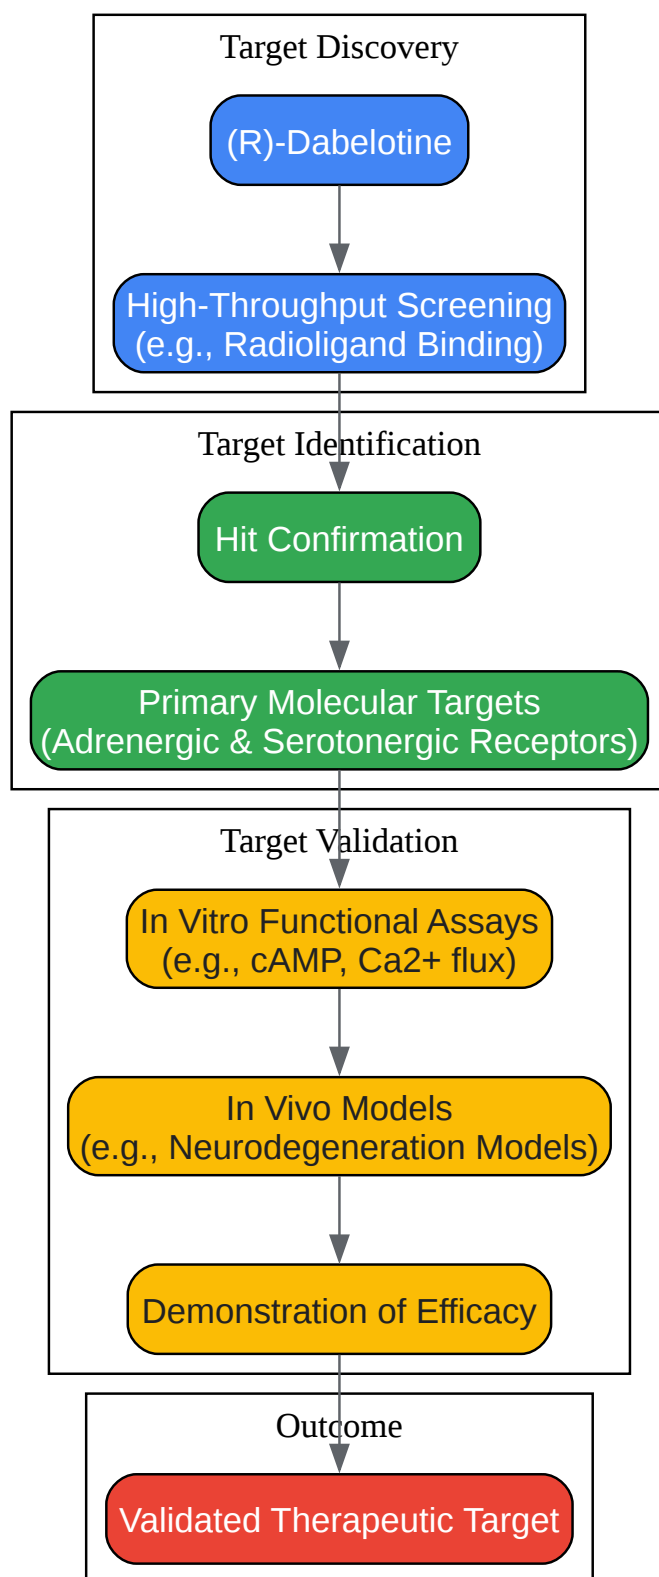 Target Discovery
(R)-Dabelotine
High-Throughput Screening
(e.g., Radioligand Binding)
Target Identification
Hit Confirmation
Primary Molecular Targets
(Adrenergic & Serotonergic Receptors)
Target Validation
In Vitro Functional Assays
(e.g., cAMP, Ca2+ flux)
In Vivo Models
(e.g., Neurodegeneration Models)
Demonstration of Efficacy
Outcome
Validated Therapeutic Target